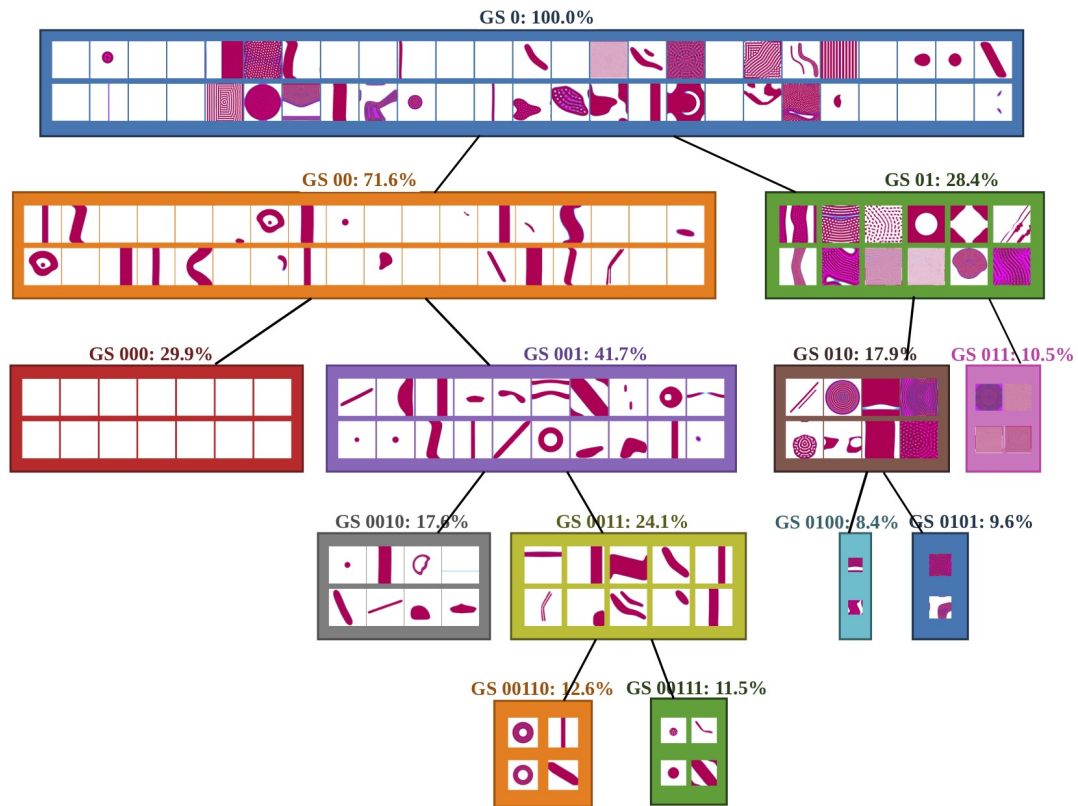 GS 0: 100.0%
GS 00: 71.6%
GS 01: 28.4%
GS 000: 29.9%
GS 001: 41.7%
GS 010: 17.9%
GS 011: 10.5%
GS 0010: 17.6%
GS 0011: 24.1%
GS 0100: 8.4%
GS 0101: 9.6%
GS 00110: 12.6%
GS 00111: 11.5%